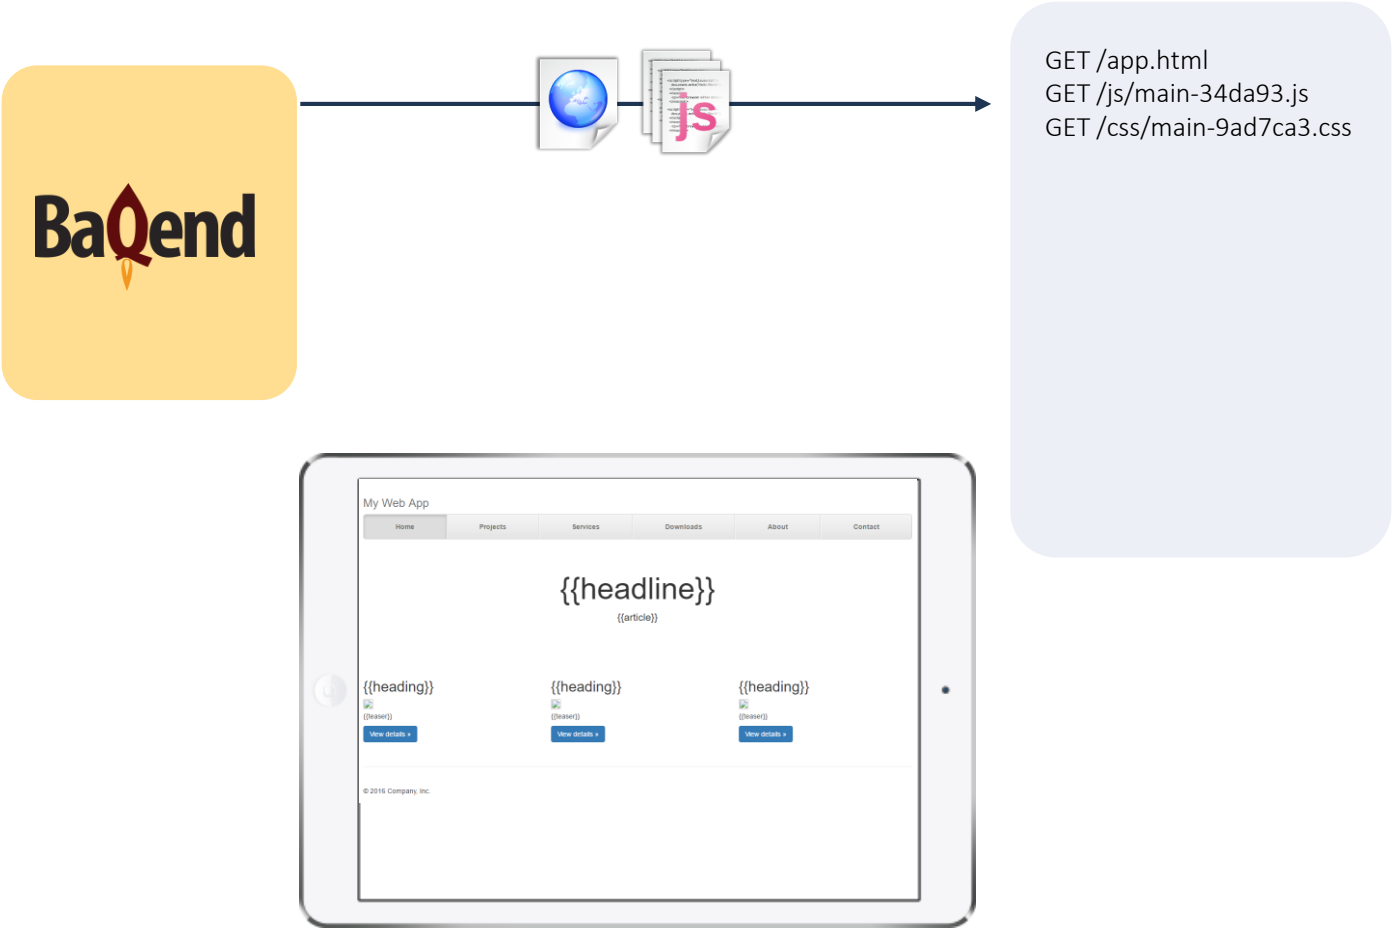 GET /app.html
GET /js/main-34da93.js
GET /css/main-9ad7ca3.css
js
BaQend
My Web App
Home Projects Services Downloads About Contact
{{headline}}
{{article}}
{{heading}} {{heading}} {{heading}}
{{teaser}} {{teaser}} {{teaser}}
View details » View details » View details »
© 2016 Company, Inc.